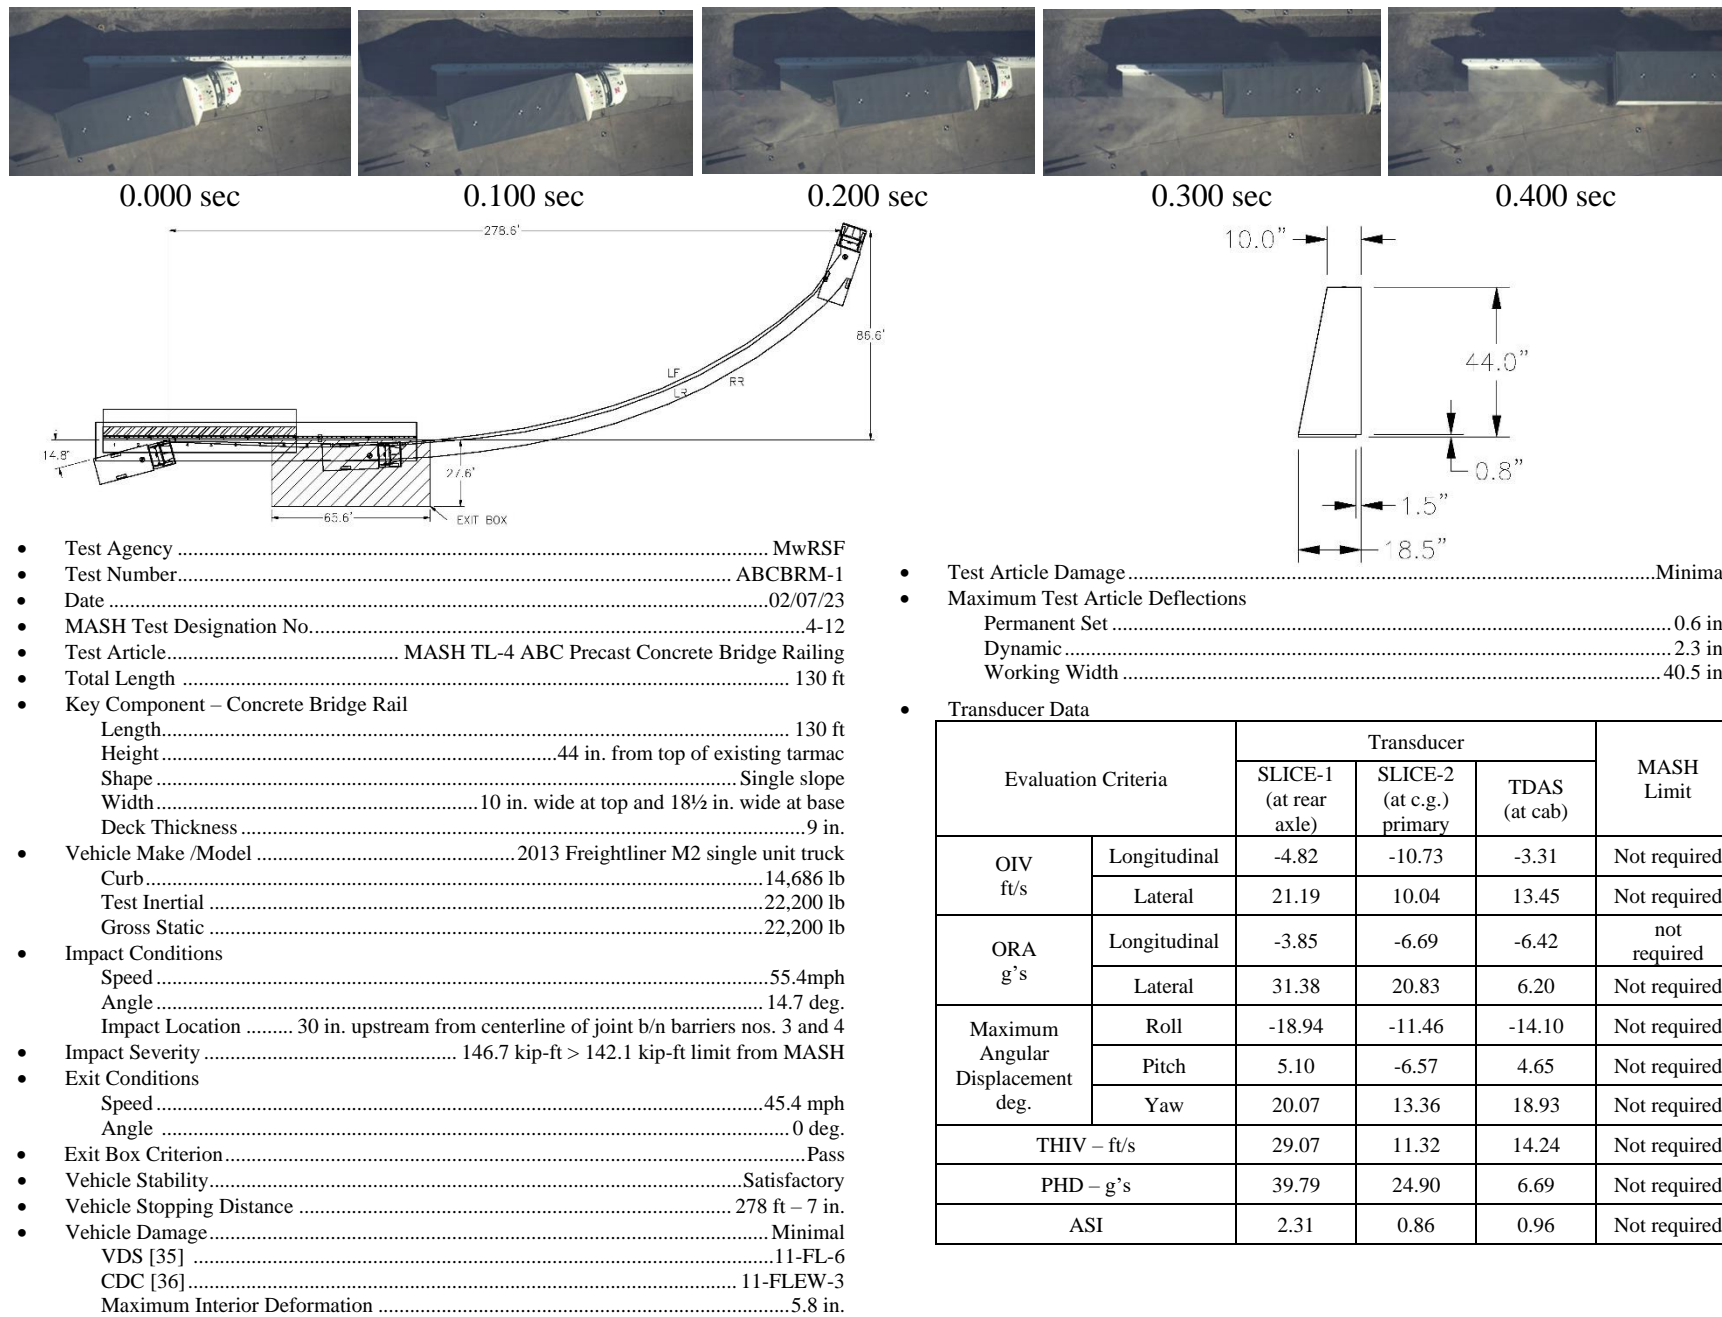 0.000 sec
0.100 sec
0.200 sec
0.300 sec
0.400 sec
278.6'
86.6'
LF
LR
RR
14.8'
27.6'
65.6'
EXIT BOX
10.0"
44.0"
0.8"
1.5"
18.5"
• Test Agency ........ MwRSF
• Test Number........ ABCBRM-1
• Date ........02/07/23
• MASH Test Designation No........4-12
• Test Article........ MASH TL-4 ABC Precast Concrete Bridge Railing
• Total Length ........ 130 ft
• Key Component – Concrete Bridge Rail
Length........ 130 ft
Height........44 in. from top of existing tarmac
Shape ........Single slope
Width........10 in. wide at top and 18½ in. wide at base
Deck Thickness ........9 in.
• Vehicle Make /Model ........2013 Freightliner M2 single unit truck
Curb........14,686 lb
Test Inertial ........22,200 lb
Gross Static ........22,200 lb
• Impact Conditions
Speed ........55.4mph
Angle ........ 14.7 deg.
Impact Location ......... 30 in. upstream from centerline of joint b/n barriers nos. 3 and 4
• Impact Severity ........ 146.7 kip-ft > 142.1 kip-ft limit from MASH
• Exit Conditions
Speed ........45.4 mph
Angle ........0 deg.
• Exit Box Criterion........Pass
• Vehicle Stability........Satisfactory
• Vehicle Stopping Distance ........ 278 ft – 7 in.
• Vehicle Damage........Minimal
VDS [35] ........11-FL-6
CDC [36]........ 11-FLEW-3
Maximum Interior Deformation ........5.8 in.
• Test Article Damage ........Minima
• Maximum Test Article Deflections
Permanent Set ........0.6 in
Dynamic........2.3 in
Working Width ........40.5 in
• Transducer Data
Evaluation Criteria
Transducer
MASH
Limit
SLICE-1
(at rear
axle)
SLICE-2
(at c.g.)
primary
TDAS
(at cab)
OIV
ft/s
Longitudinal -4.82 -10.73 -3.31 Not required
Lateral 21.19 10.04 13.45 Not required
ORA
g's
Longitudinal -3.85 -6.69 -6.42 not
required
Lateral 31.38 20.83 6.20 Not required
Maximum
Angular
Displacement
deg.
Roll -18.94 -11.46 -14.10 Not required
Pitch 5.10 -6.57 4.65 Not required
Yaw 20.07 13.36 18.93 Not required
THIV – ft/s 29.07 11.32 14.24 Not required
PHD – g's 39.79 24.90 6.69 Not required
ASI 2.31 0.86 0.96 Not required